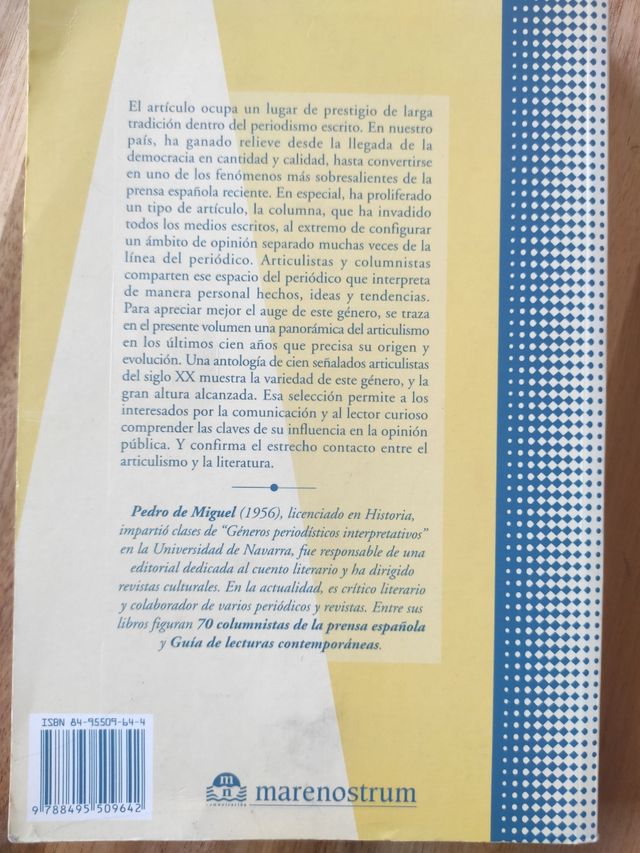 El artículo ocupa un lugar de prestigio de larga
tradición dentro del periodismo escrito. En nuestro
país, ha ganado relieve desde la llegada de la
democracia en cantidad y calidad, hasta convertirse
en uno de los fenómenos más sobresalientes de la
prensa española reciente. En especial, ha proliferado
un tipo de artículo, la columna, que ha invadido
todos los medios escritos, al extremo de configurar
un ámbito de opinión separado muchas veces de la
línea del periódico. Articulistas y columnistas
comparten ese espacio del periódico que interpreta
de manera personal hechos, ideas y tendencias.
Para apreciar mejor el auge de este género, se traza
en el presente volumen una panorámica del articulismo
en los últimos cien años que precisa su origen y
evolución. Una antología de cien señalados articulistas
del siglo XX muestra la variedad de este género, y la
gran altura alcanzada. Esa selección permite a los
interesados por la comunicación y al lector curioso
comprender las claves de su influencia en la opinión
pública. Y confirma el estrecho contacto entre el
articulismo y la literatura.
Pedro de Miguel (1956), licenciado en Historia,
impartió clases de "Géneros periodísticos interpretativos"
en la Universidad de Navarra, fue responsable de una
editorial dedicada al cuento literario y ha dirigido
revistas culturales. En la actualidad, es crítico literario
y colaborador de varios periódicos y revistas. Entre sus
libros figuran 70 columnistas de la prensa española
y Guía de lecturas contemporáneas.
ISBN 84-95509-64-4
9 788495 509642
m
n
comunicación
marenostrum